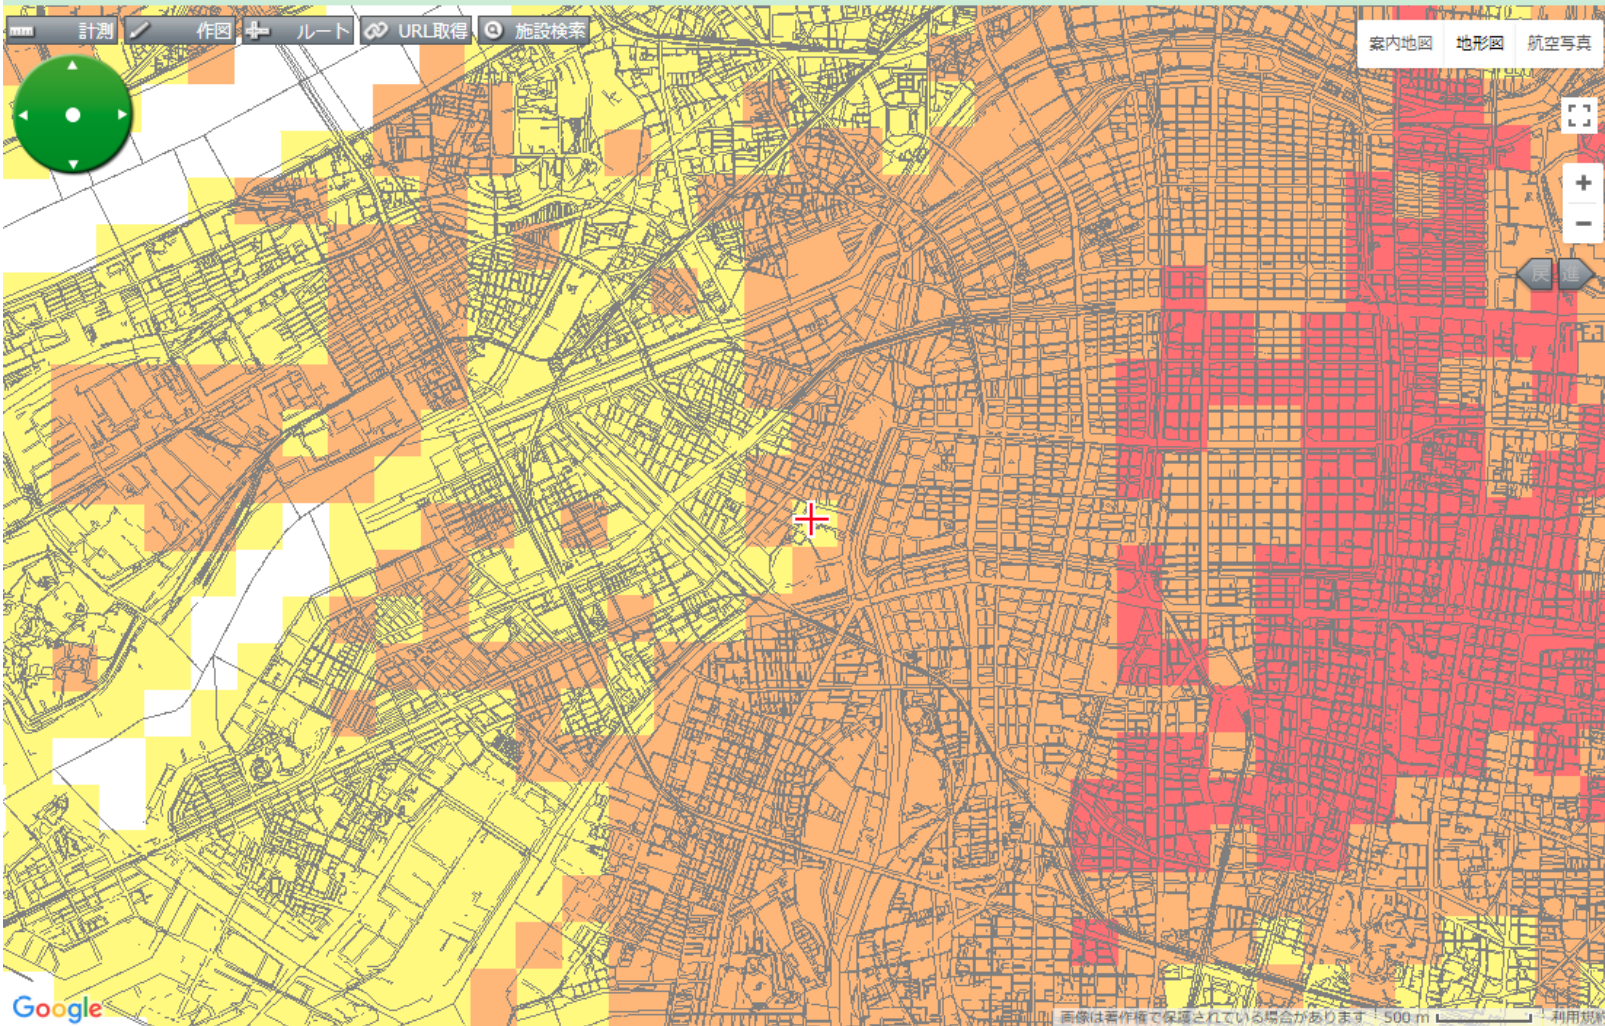 計測 作図 ルート URL取得 施設検索
案内地図 地形図 航空写真
+
−
戻 進
Google
画像は著作権で保護されている場合があります 500 m 利用規約